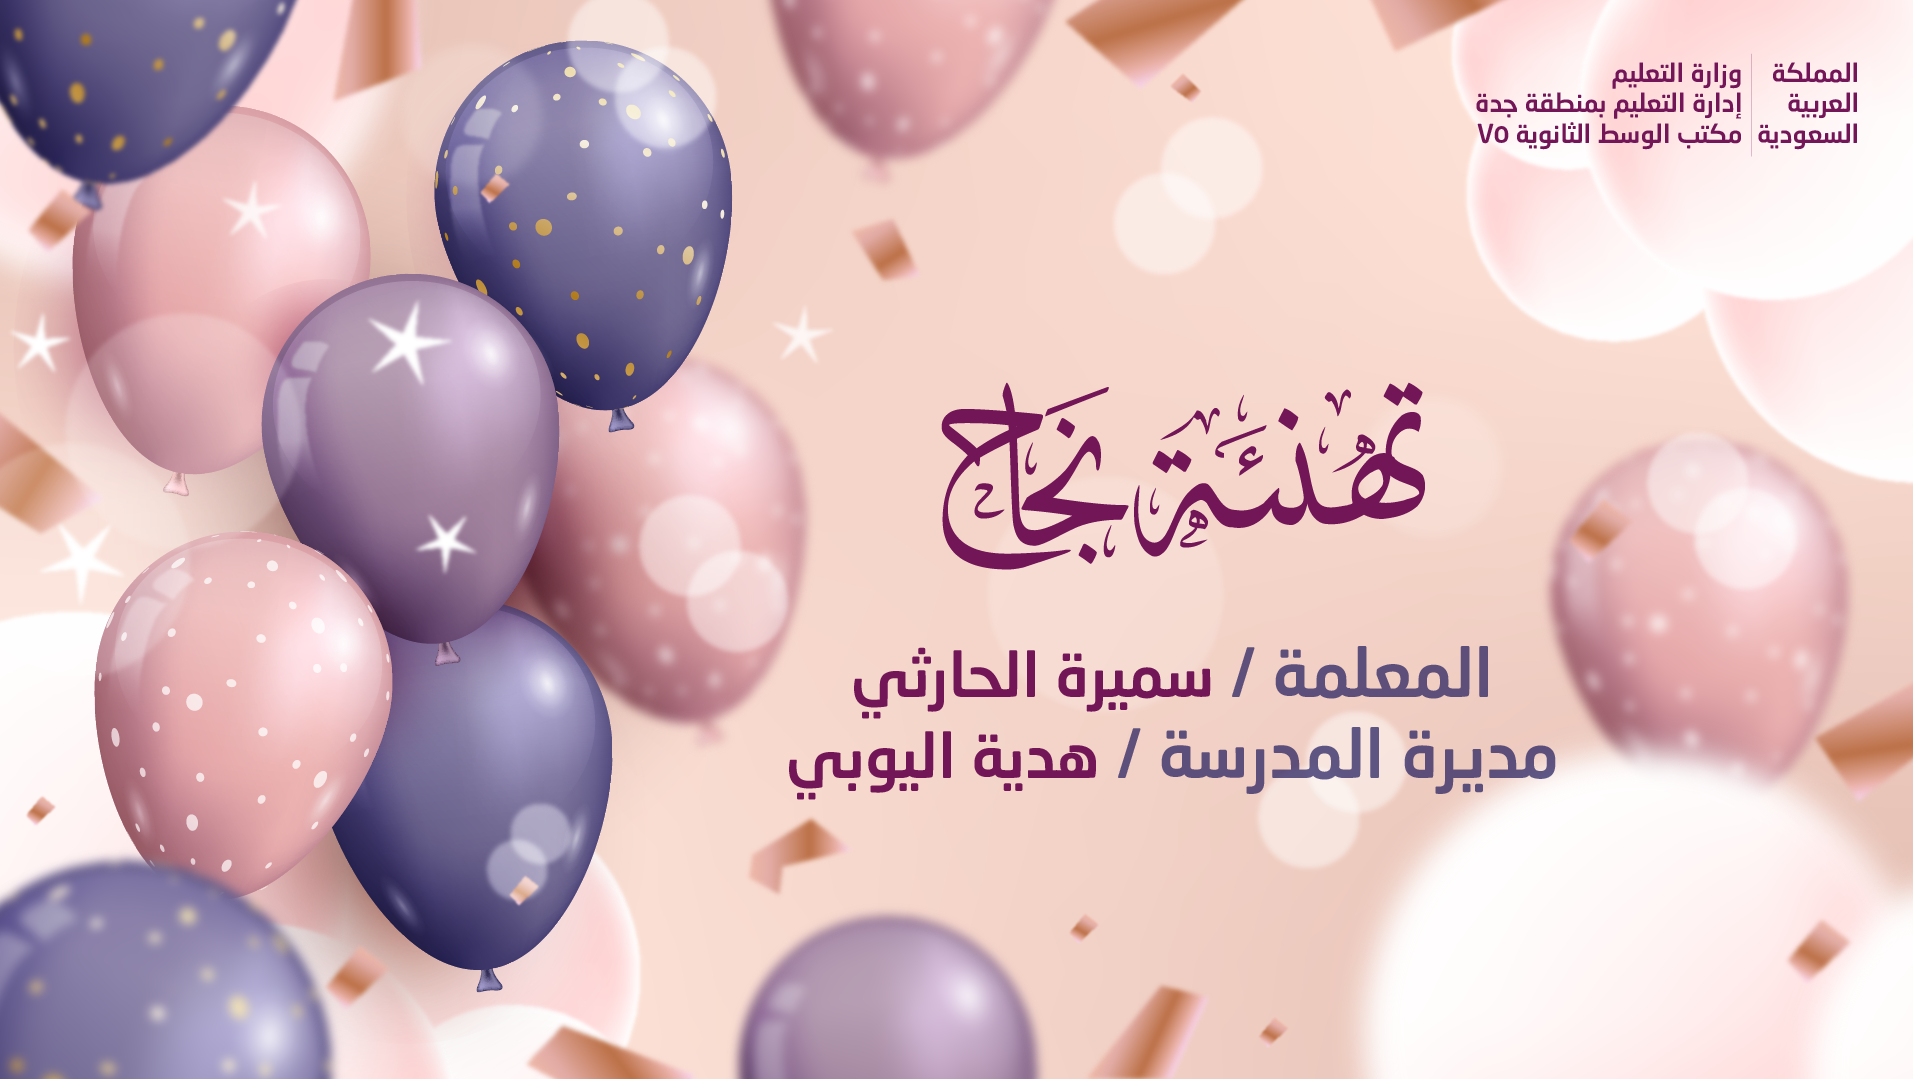 المملكة
العربية
السعودية
وزارة التعليم
إدارة التعليم بمنطقة جدة
مكتب الوسط الثانوية ٧٥
تهنئة نجاح
المعلمة / سميرة الحارثي
مديرة المدرسة / هدية اليوبي